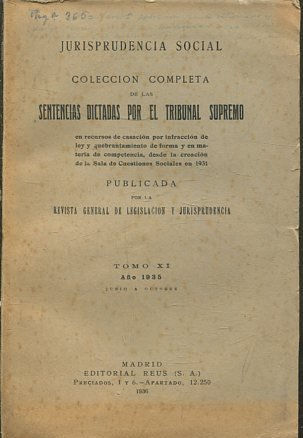 Pag. 366
JURISPRUDENCIA SOCIAL
COLECCION COMPLETA
DE LAS
SENTENCIAS DICTADAS POR EL TRIBUNAL SUPREMO
en recursos de casación por infracción de
ley y quebrantamiento de forma y en ma-
teria de competencia, desde la creación
de la Sala de Cuestiones Sociales en 1931
PUBLICADA
POR LA
REVISTA GENERAL DE LEGISLACION Y JURISPRUDENCIA
TOMO XI
Año 1935
JUNIO A OCTUBRE
MADRID
EDITORIAL REUS (S. A.)
Preciados, 1 y 6.—Apartado, 12.250
1936